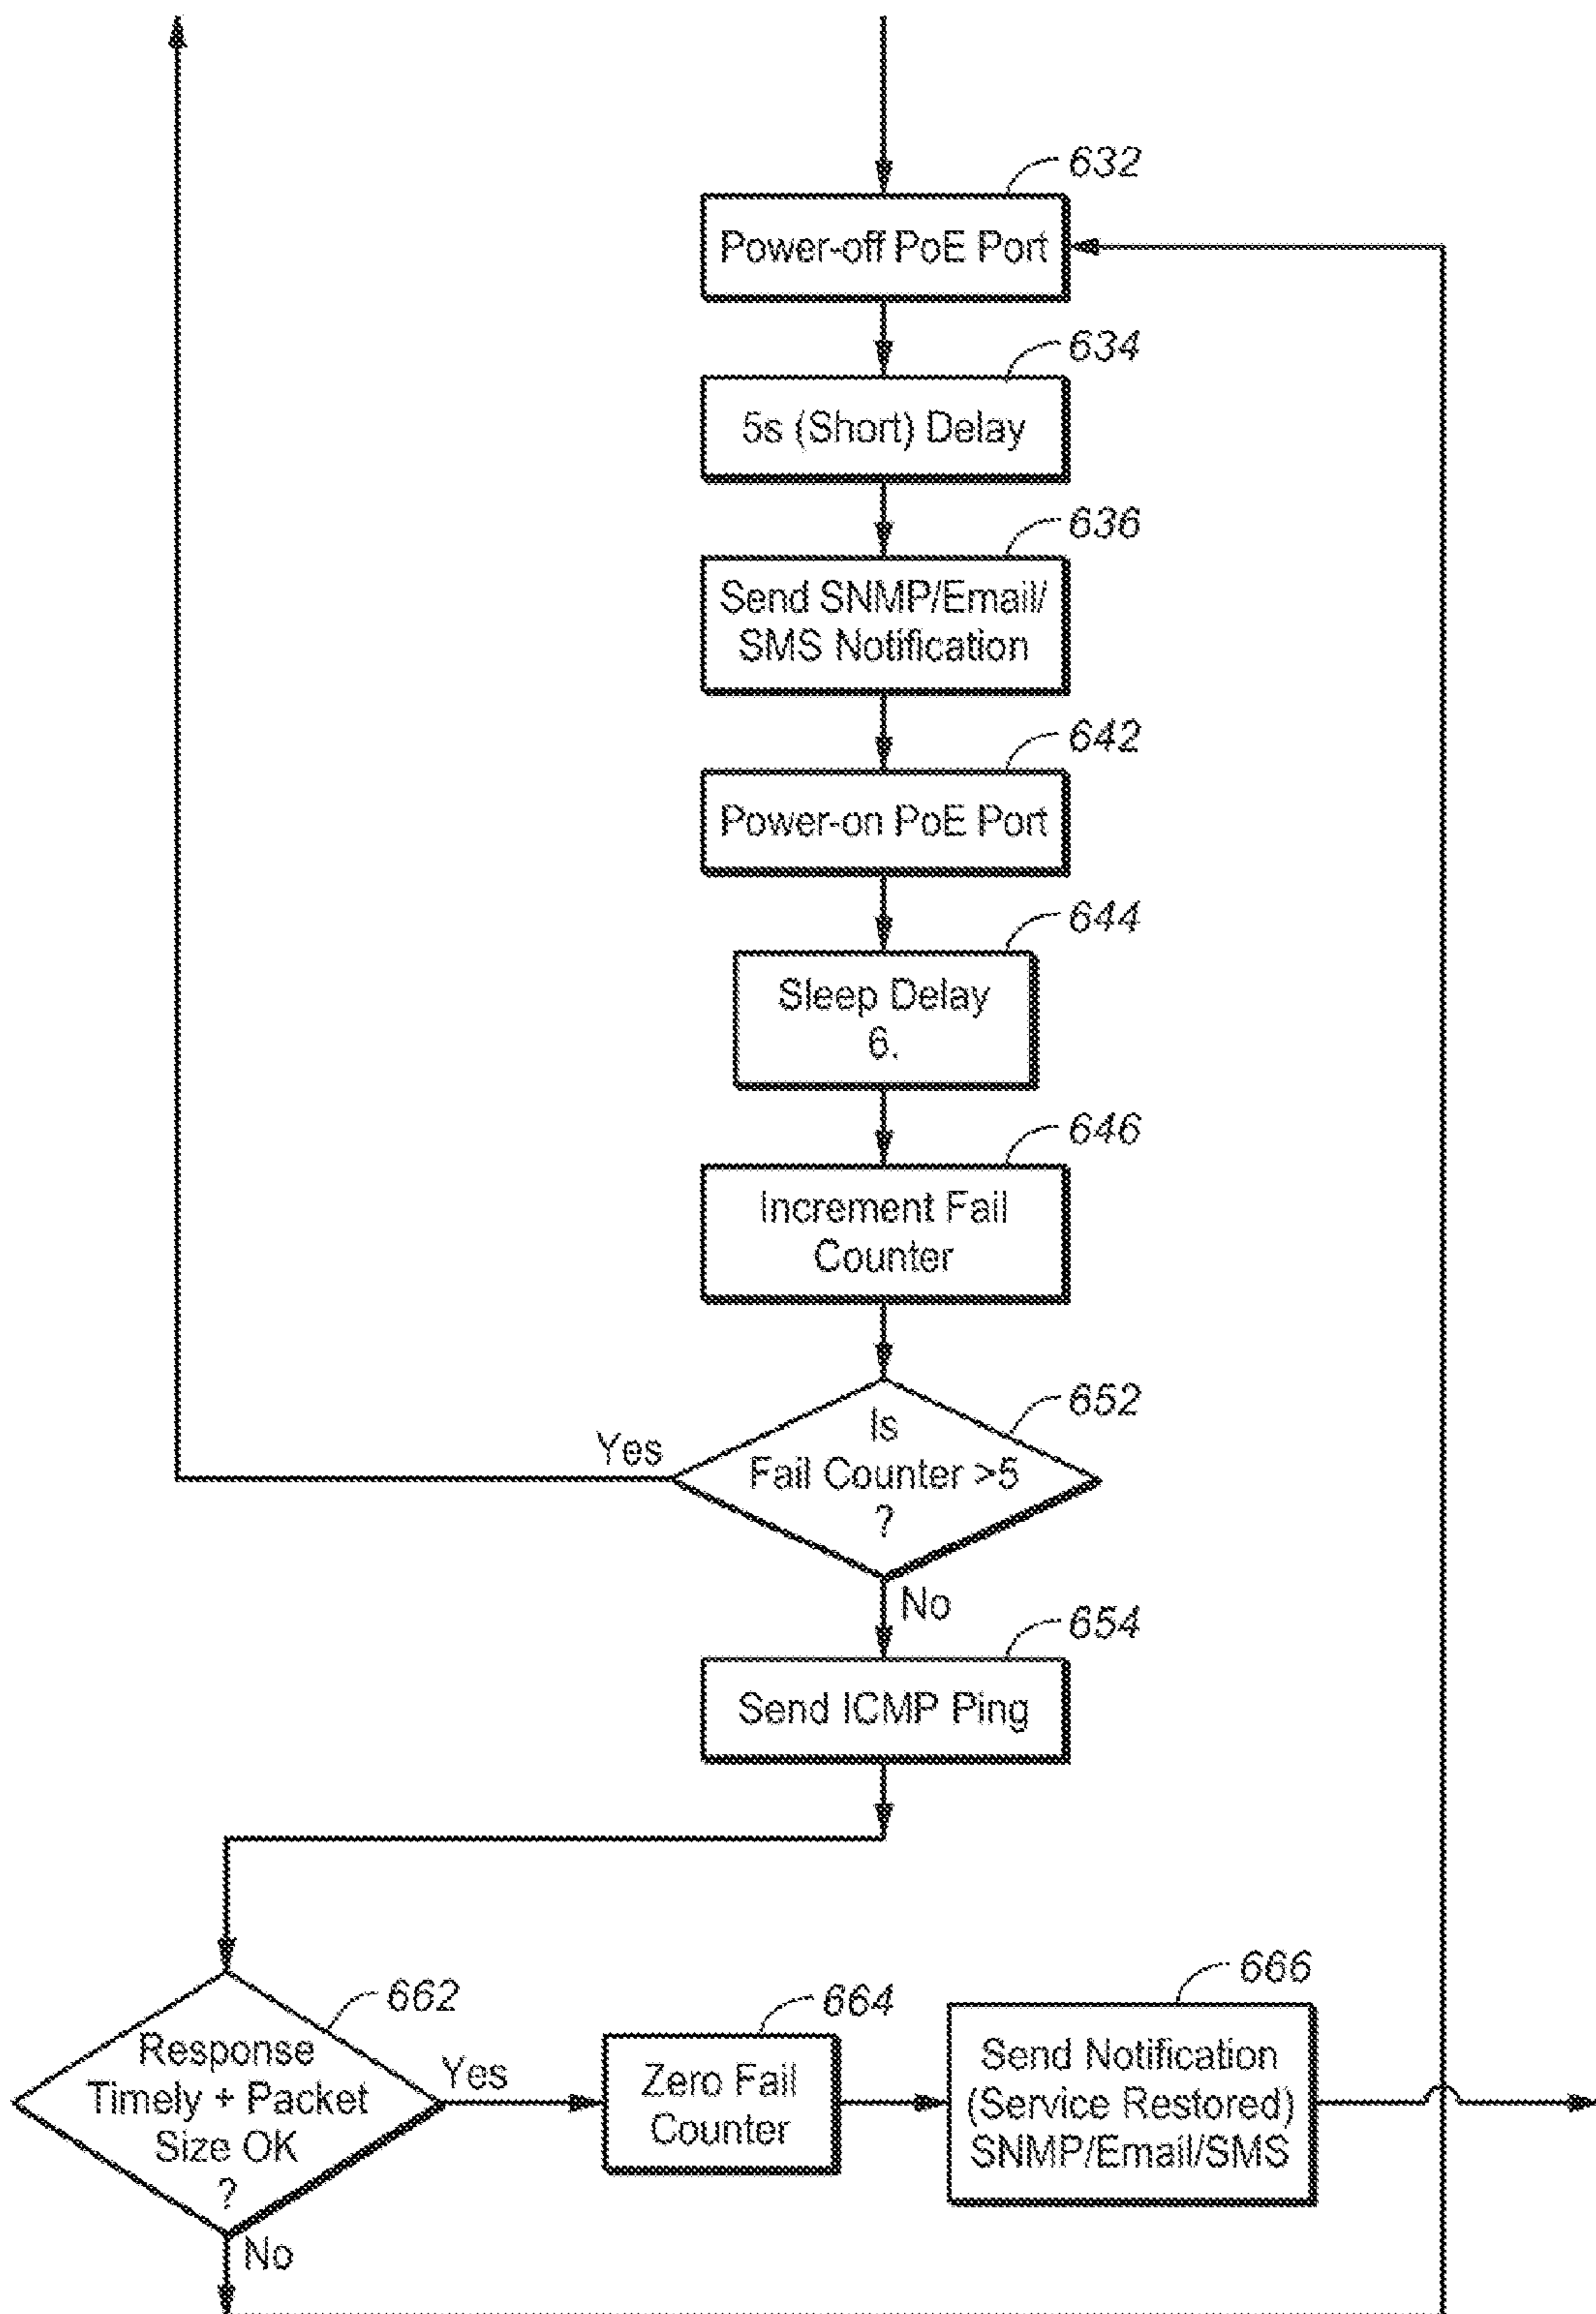 632
Power-off PoE Port
634
5s (Short) Delay
636
Send SNMP/Email/
SMS Notification
642
Power-on PoE Port
644
Sleep Delay
6.
646
Increment Fail
Counter
652
Is
Fail Counter >5
?
Yes
No
654
Send ICMP Ping
662
Response
Timely + Packet
Size OK
?
Yes
No
664
Zero Fail
Counter
666
Send Notification
(Service Restored)
SNMP/Email/SMS